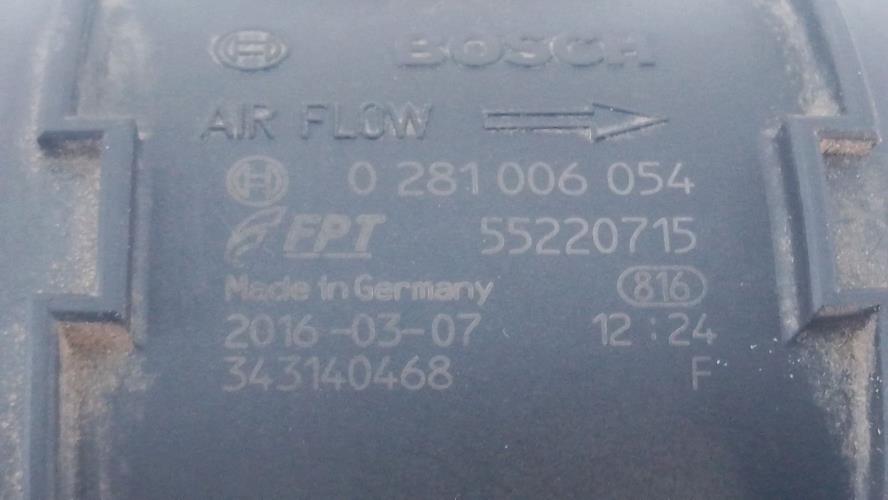 BOSCH
AIR FLOW
0 281 006 054
FPT 55220715
Made in Germany 816
2016-03-07 12:24
343140468 F